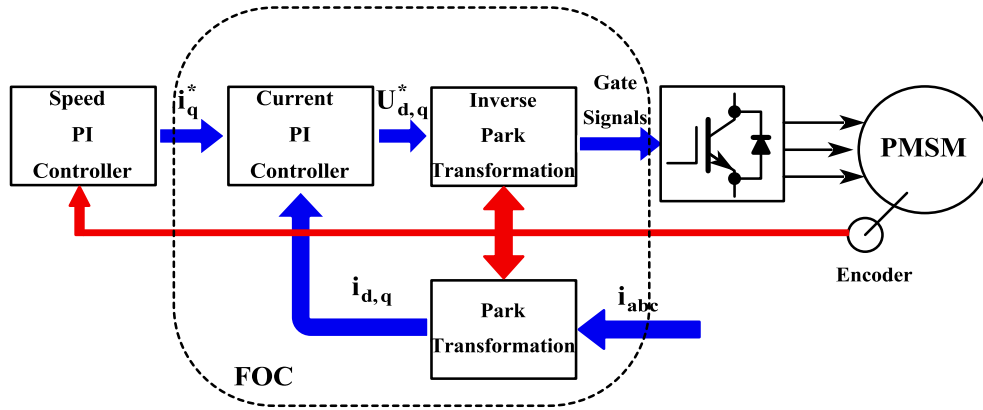 Speed
PI
Controller
i*q
Current
PI
Controller
U*d,q
Inverse
Park
Transformation
Gate
Signals
PMSM
Encoder
id,q
Park
Transformation
iabc
FOC